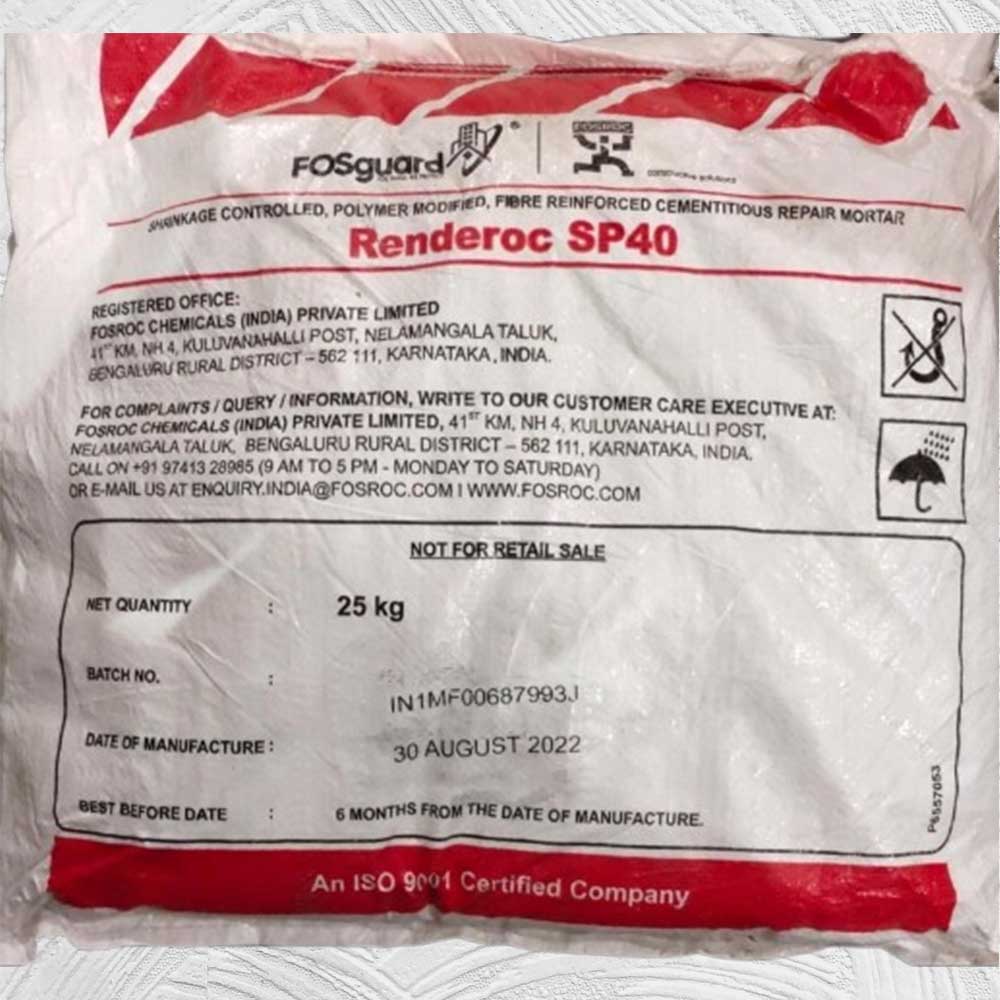 FOSguard ®
FOSROC
constructive solutions
SHRINKAGE CONTROLLED, POLYMER MODIFIED, FIBRE REINFORCED CEMENTITIOUS REPAIR MORTAR
Renderoc SP40
REGISTERED OFFICE:
FOSROC CHEMICALS (INDIA) PRIVATE LIMITED
41ST KM, NH 4, KULUVANAHALLI POST, NELAMANGALA TALUK,
BENGALURU RURAL DISTRICT – 562 111, KARNATAKA, INDIA.
FOR COMPLAINTS / QUERY / INFORMATION, WRITE TO OUR CUSTOMER CARE EXECUTIVE AT:
FOSROC CHEMICALS (INDIA) PRIVATE LIMITED, 41ST KM, NH 4, KULUVANAHALLI POST,
NELAMANGALA TALUK, BENGALURU RURAL DISTRICT – 562 111, KARNATAKA, INDIA.
CALL ON +91 97413 28985 (9 AM TO 5 PM - MONDAY TO SATURDAY)
OR E-MAIL US AT ENQUIRY.INDIA@FOSROC.COM I WWW.FOSROC.COM
NOT FOR RETAIL SALE
NET QUANTITY : 25 kg
BATCH NO. : IN1MF00687993J
DATE OF MANUFACTURE : 30 AUGUST 2022
BEST BEFORE DATE : 6 MONTHS FROM THE DATE OF MANUFACTURE.
P6557053
An ISO 9001 Certified Company